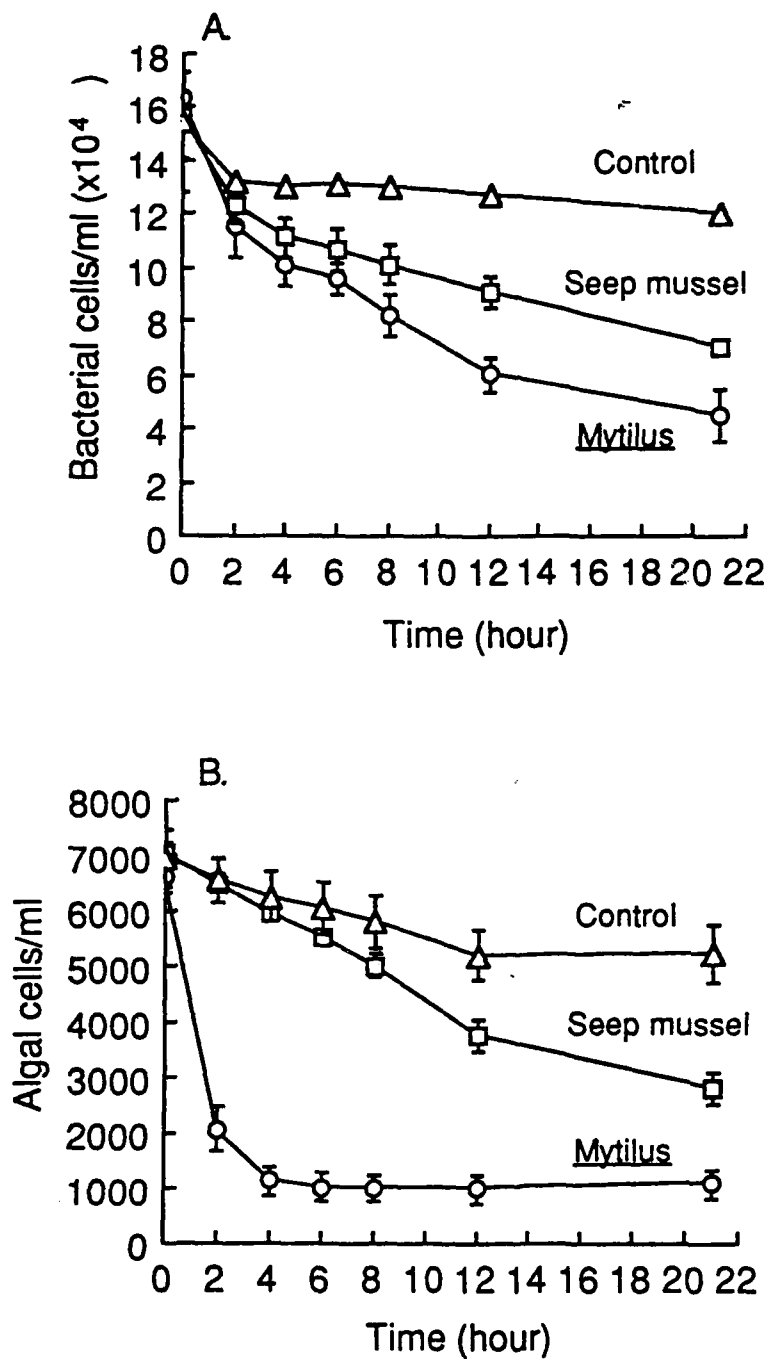 A.
Bacterial cells/ml (x10⁴ )
18
16
14
12
10
8
6
4
2
0
Control
Seep mussel
Mytilus
0 2 4 6 8 10 12 14 16 18 20 22
Time (hour)
B.
Algal cells/ml
8000
7000
6000
5000
4000
3000
2000
1000
0
Control
Seep mussel
Mytilus
0 2 4 6 8 10 12 14 16 18 20 22
Time (hour)